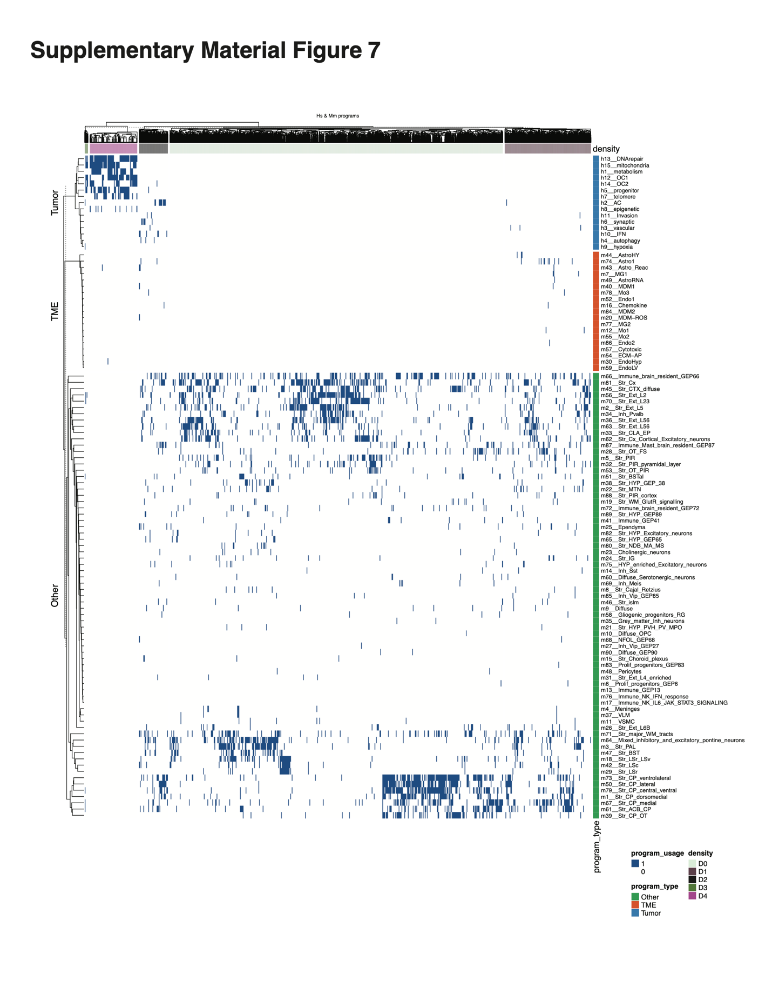 Supplementary Material Figure 7
Hs & Mm programs
density
Tumor
h13__DNArepair
h15__mitochondria
h1__metabolism
h12__OC1
h14__OC2
h5__progenitor
h7__telomere
h2__AC
h8__epigenetic
h11__Invasion
h6__synaptic
h3__vascular
h10__IFN
h4__autophagy
h9__hypoxia
TME
m44__AstroHY
m74__Astro1
m43__Astro_Reac
m7__MG1
m49__AstroRNA
m40__MDM1
m78__Mo3
m52__Endo1
m16__Chemokine
m84__MDM2
m20__MDM−ROS
m77__MG2
m12__Mo1
m55__Mo2
m86__Endo2
m57__Cytotoxic
m54__ECM−AP
m30__EndoHyp
m59__EndoLV
Other
m66__Immune_brain_resident_GEP66
m81__Str_Cx
m45__Str_CTX_diffuse
m56__Str_Ext_L2
m70__Str_Ext_L23
m2__Str_Ext_L5
m34__Inh_Pvalb
m36__Str_Ext_L56
m63__Str_Ext_L56
m33__Str_CLA_EP
m62__Str_Cx_Cortical_Excitatory_neurons
m87__Immune_Mast_brain_resident_GEP87
m28__Str_OT_FS
m5__Str_PIR
m32__Str_PIR_pyramidal_layer
m53__Str_OT_PIR
m51__Str_BSTal
m38__Str_HYP_GEP_38
m22__Str_MTN
m88__Str_PIR_cortex
m19__Str_WM_GlutR_signalling
m72__Immune_brain_resident_GEP72
m89__Str_HYP_GEP89
m41__Immune_GEP41
m25__Ependyma
m82__Str_HYP_Excitatory_neurons
m65__Str_HYP_GEP65
m80__Str_NDB_MA_MS
m23__Cholinergic_neurons
m24__Str_IG
m75__HYP_enriched_Excitatory_neurons
m14__Inh_Sst
m60__Diffuse_Serotonergic_neurons
m69__Inh_Meis
m8__Str_Cajal_Retzius
m85__Inh_Vip_GEP85
m46__Str_islm
m9__Diffuse
m58__Gliogenic_progenitors_RG
m35__Grey_matter_Inh_neurons
m21__Str_HYP_PVH_PV_MPO
m10__Diffuse_OPC
m68__NFOL_GEP68
m27__Inh_Vip_GEP27
m90__Diffuse_GEP90
m15__Str_Choroid_plexus
m83__Prolif_progenitors_GEP83
m48__Pericytes
m31__Str_Ext_L4_enriched
m6__Prolif_progenitors_GEP6
m13__Immune_GEP13
m76__Immune_NK_IFN_response
m17__Immune_NK_IL6_JAK_STAT3_SIGNALING
m4__Meninges
m37__VLM
m11__VSMC
m26__Str_Ext_L6B
m71__Str_major_WM_tracts
m64__Mixed_inhibitory_and_excitatory_pontine_neurons
m3__Str_PAL
m47__Str_BST
m18__Str_LSr_LSv
m42__Str_LSc
m29__Str_LSr
m73__Str_CP_ventrolateral
m50__Str_CP_lateral
m79__Str_CP_central_ventral
m1__Str_CP_dorsomedial
m67__Str_CP_medial
m61__Str_ACB_CP
m39__Str_CP_OT
program_type
program_usage
1
0
program_type
Other
TME
Tumor
density
D0
D1
D2
D3
D4